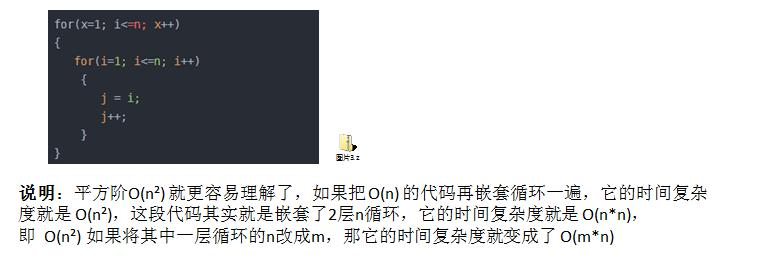 for(x=1; i<=n; x++)
{
for(i=1; i<=n; i++)
{
j = i;
j++;
}
}
图片3.z
说明：平方阶O(n²) 就更容易理解了，如果把 O(n) 的代码再嵌套循环一遍，它的时间复杂
度就是 O(n²)，这段代码其实就是嵌套了2层n循环，它的时间复杂度就是 O(n*n)，
即 O(n²) 如果将其中一层循环的n改成m，那它的时间复杂度就变成了 O(m*n)